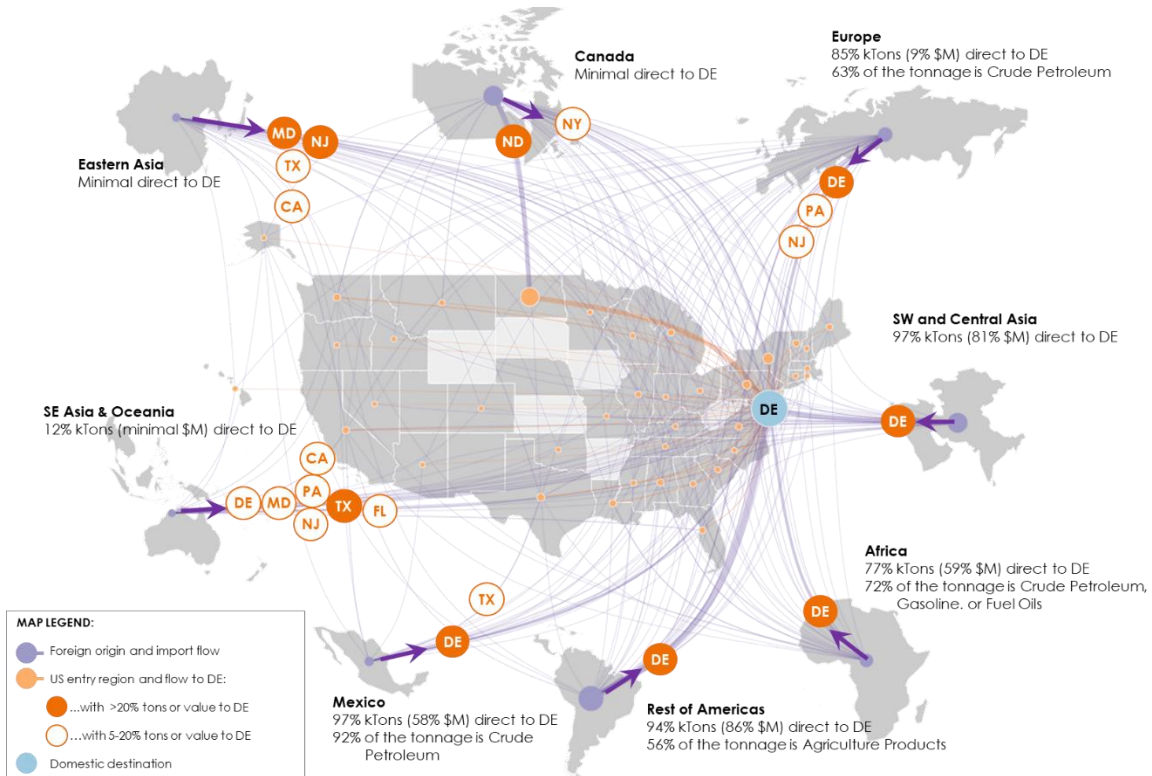 Canada
Minimal direct to DE
Europe
85% kTons (9% $M) direct to DE
63% of the tonnage is Crude Petroleum
NY
ND
MD
NJ
TX
CA
Eastern Asia
Minimal direct to DE
DE
PA
NJ
SW and Central Asia
97% kTons (81% $M) direct to DE
DE
DE
SE Asia & Oceania
12% kTons (minimal $M) direct to DE
CA
PA
DE
MD
TX
FL
NJ
Africa
77% kTons (59% $M) direct to DE
72% of the tonnage is Crude Petroleum,
Gasoline. or Fuel Oils
DE
TX
DE
DE
Mexico
97% kTons (58% $M) direct to DE
92% of the tonnage is Crude
Petroleum
Rest of Americas
94% kTons (86% $M) direct to DE
56% of the tonnage is Agriculture Products
MAP LEGEND:
Foreign origin and import flow
US entry region and flow to DE:
...with >20% tons or value to DE
...with 5-20% tons or value to DE
Domestic destination